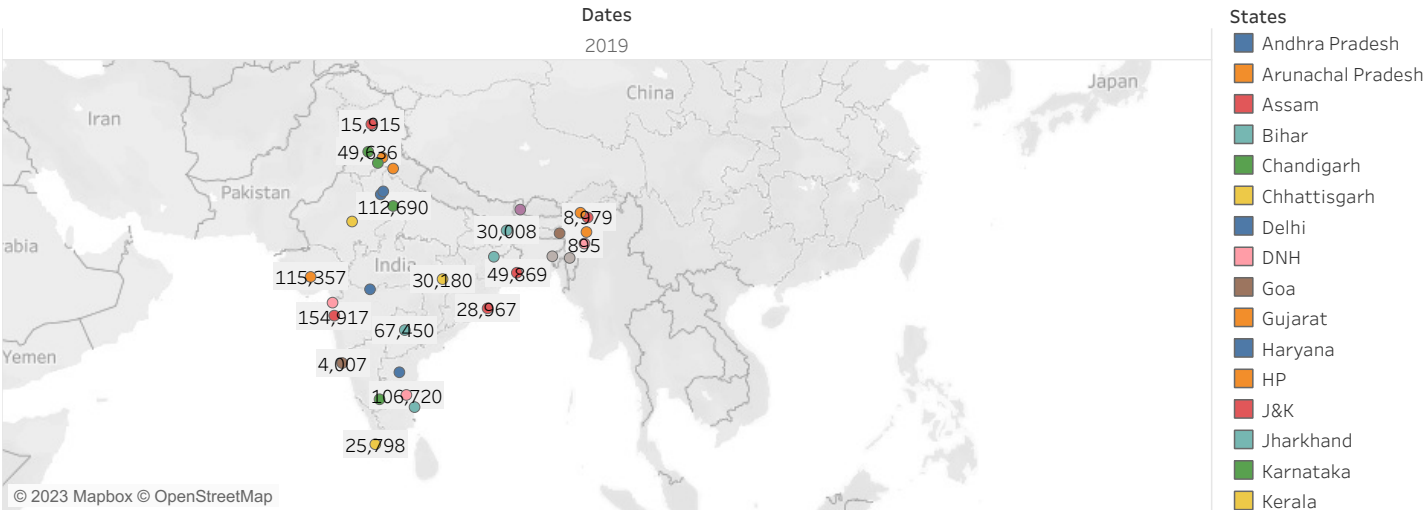 Dates
2019
States
Andhra Pradesh
Arunachal Pradesh
Assam
Bihar
Chandigarh
Chhattisgarh
Delhi
DNH
Goa
Gujarat
Haryana
HP
J&K
Jharkhand
Karnataka
Kerala
Japan
China
Iran
15,915
49,636
Pakistan
112,690
8,979
30,008
895
abia
India
115,357
30,180
49,869
28,967
154,917
67,450
Yemen
4,007
106,720
25,798
© 2023 Mapbox © OpenStreetMap